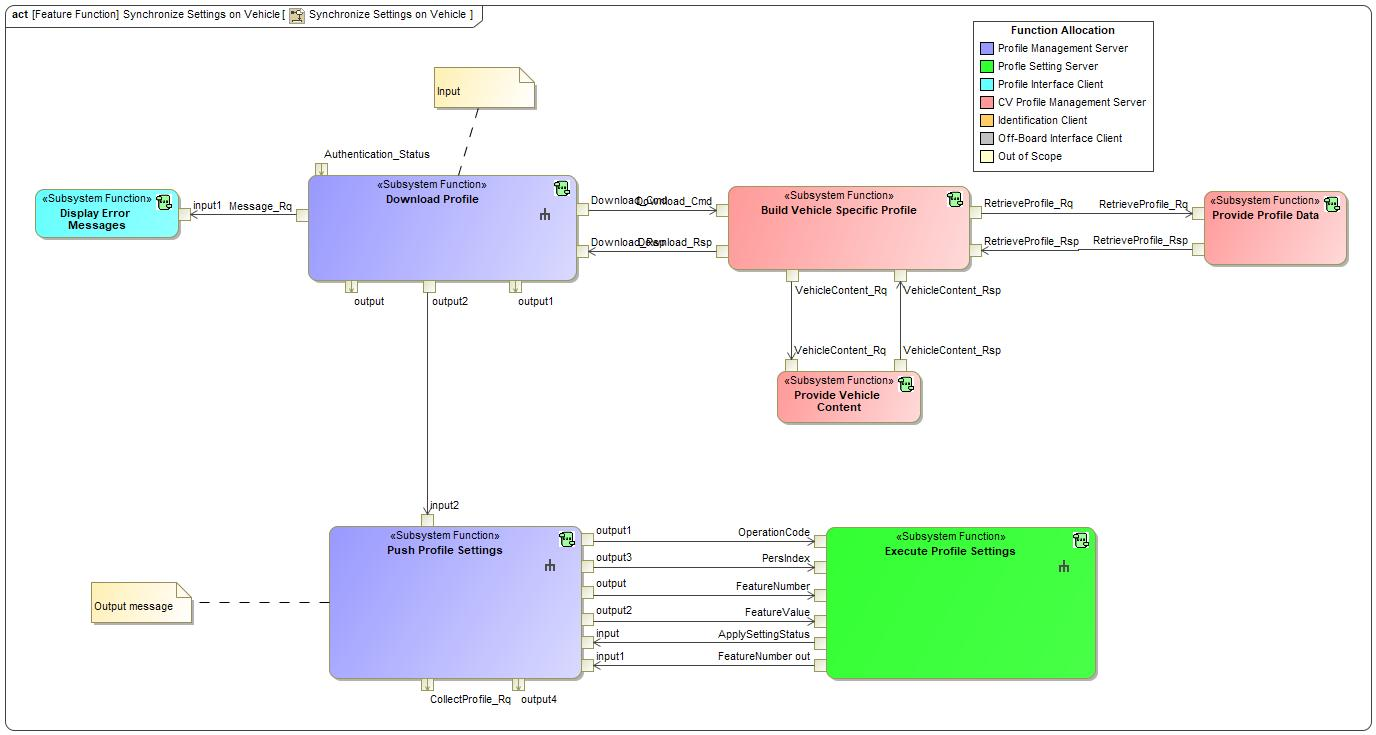 act [Feature Function] Synchronize Settings on Vehicle[ Synchronize Settings on Vehicle ]
Function Allocation
Profile Management Server
Profle Setting Server
Profile Interface Client
CV Profile Management Server
Identification Client
Off-Board Interface Client
Out of Scope
Input
Authentication_Status
«Subsystem Function»
Display Error
Messages
input1
Message_Rq
«Subsystem Function»
Download Profile
Download_Cmd
Download_Cmd
Download_Rsp
Download_Rsp
output
output2
output1
«Subsystem Function»
Build Vehicle Specific Profile
RetrieveProfile_Rq
RetrieveProfile_Rq
RetrieveProfile_Rsp
RetrieveProfile_Rsp
«Subsystem Function»
Provide Profile Data
VehicleContent_Rq
VehicleContent_Rsp
VehicleContent_Rq
VehicleContent_Rsp
«Subsystem Function»
Provide Vehicle
Content
input2
«Subsystem Function»
Push Profile Settings
Output message
output1
OperationCode
output3
PersIndex
output
FeatureNumber
output2
FeatureValue
input
ApplySettingStatus
input1
FeatureNumber out
«Subsystem Function»
Execute Profile Settings
CollectProfile_Rq
output4